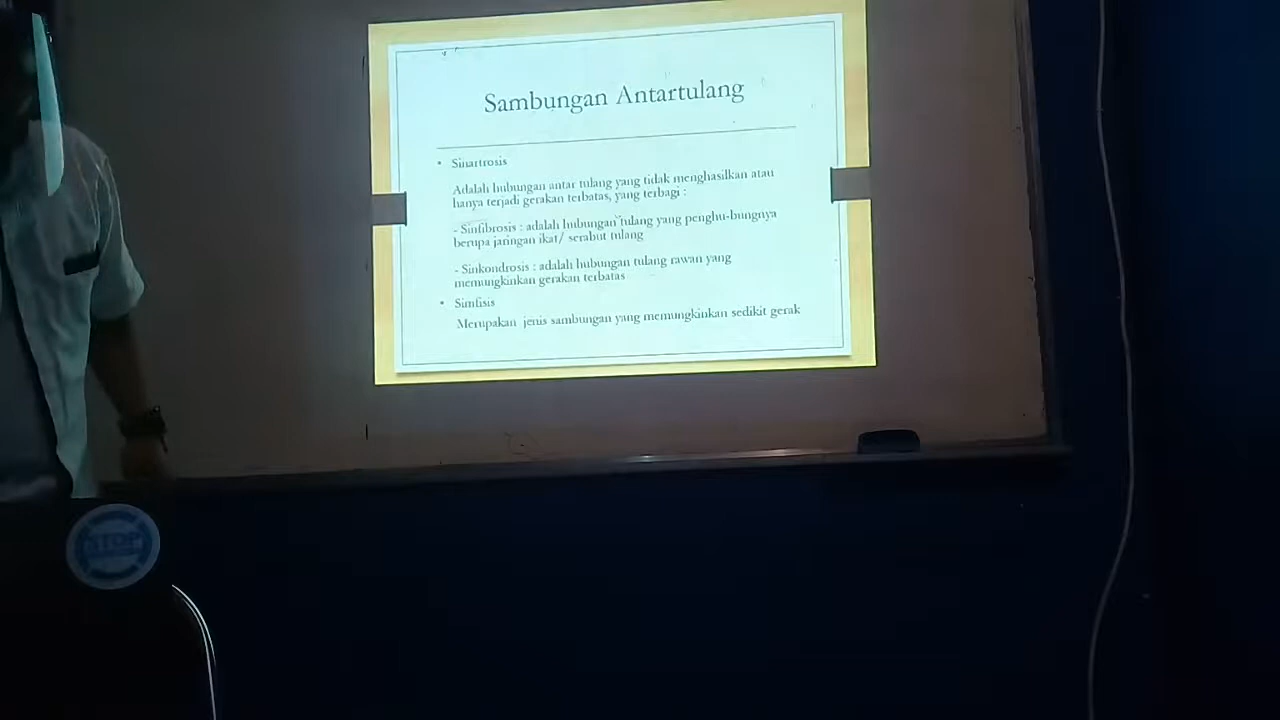 Sambungan Antartulang
• Sinartrosis
Adalah hubungan antar tulang yang tidak menghasilkan atau
hanya terjadi gerakan terbatas, yang terbagi :
- Sinfibrosis : adalah hubungan tulang yang penghu-bungnya
berupa jaringan ikat/ serabut tulang
- Sinkondrosis : adalah hubungan tulang rawan yang
memungkinkan gerakan terbatas
• Simfisis
Merupakan jenis sambungan yang memungkinkan sedikit gerak
STOP